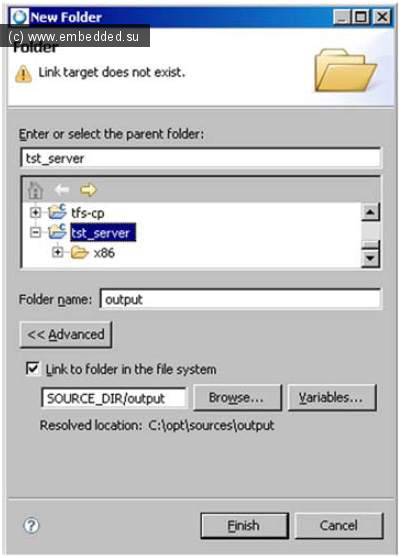 New Folder
(c) www.embedded.su
Folder
Link target does not exist.
Enter or select the parent folder:
tst_server
tfs-cp
tst_server
x86
Folder name: output
<< Advanced
Link to folder in the file system
SOURCE_DIR/output Browse... Variables...
Resolved location: C:\opt\sources\output
? Finish Cancel